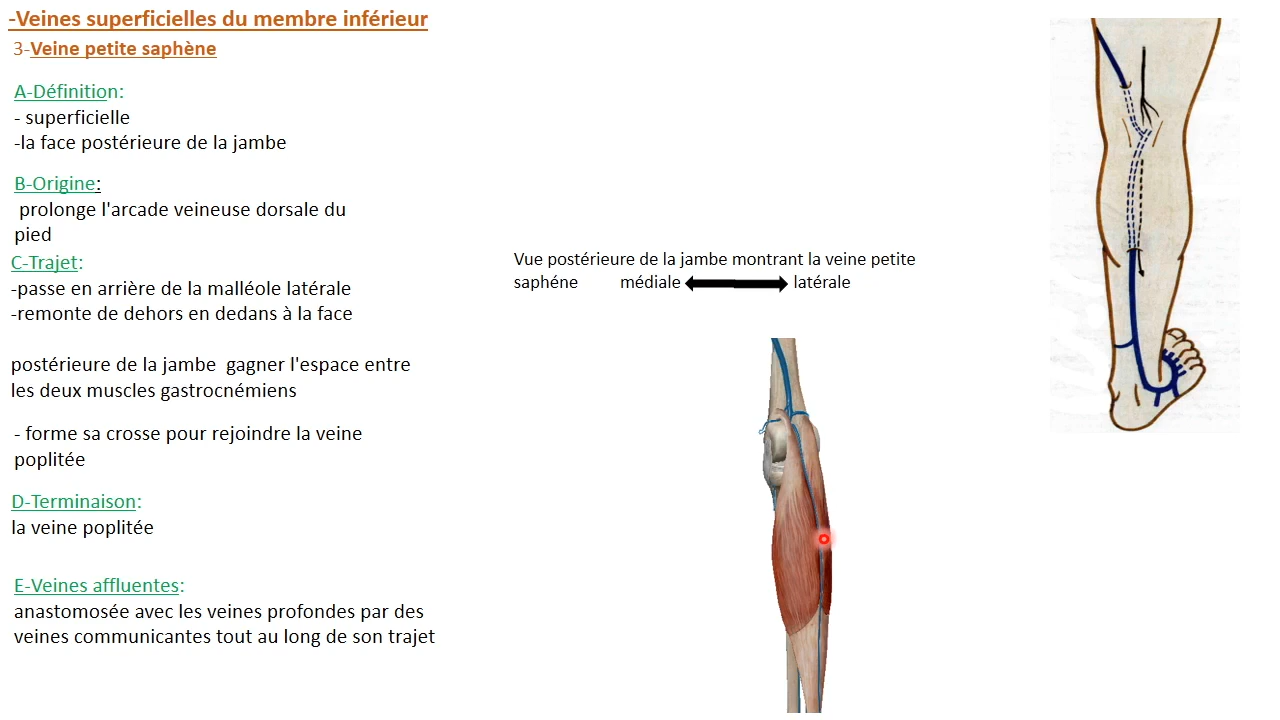 -Veines superficielles du membre inférieur
3-Veine petite saphène
A-Définition:
- superficielle
-la face postérieure de la jambe
B-Origine:
prolonge l'arcade veineuse dorsale du
pied
C-Trajet:
-passe en arrière de la malléole latérale
-remonte de dehors en dedans à la face
postérieure de la jambe gagner l'espace entre
les deux muscles gastrocnémiens
- forme sa crosse pour rejoindre la veine
poplitée
D-Terminaison:
la veine poplitée
E-Veines affluentes:
anastomosée avec les veines profondes par des
veines communicantes tout au long de son trajet
Vue postérieure de la jambe montrant la veine petite
saphéne médiale latérale